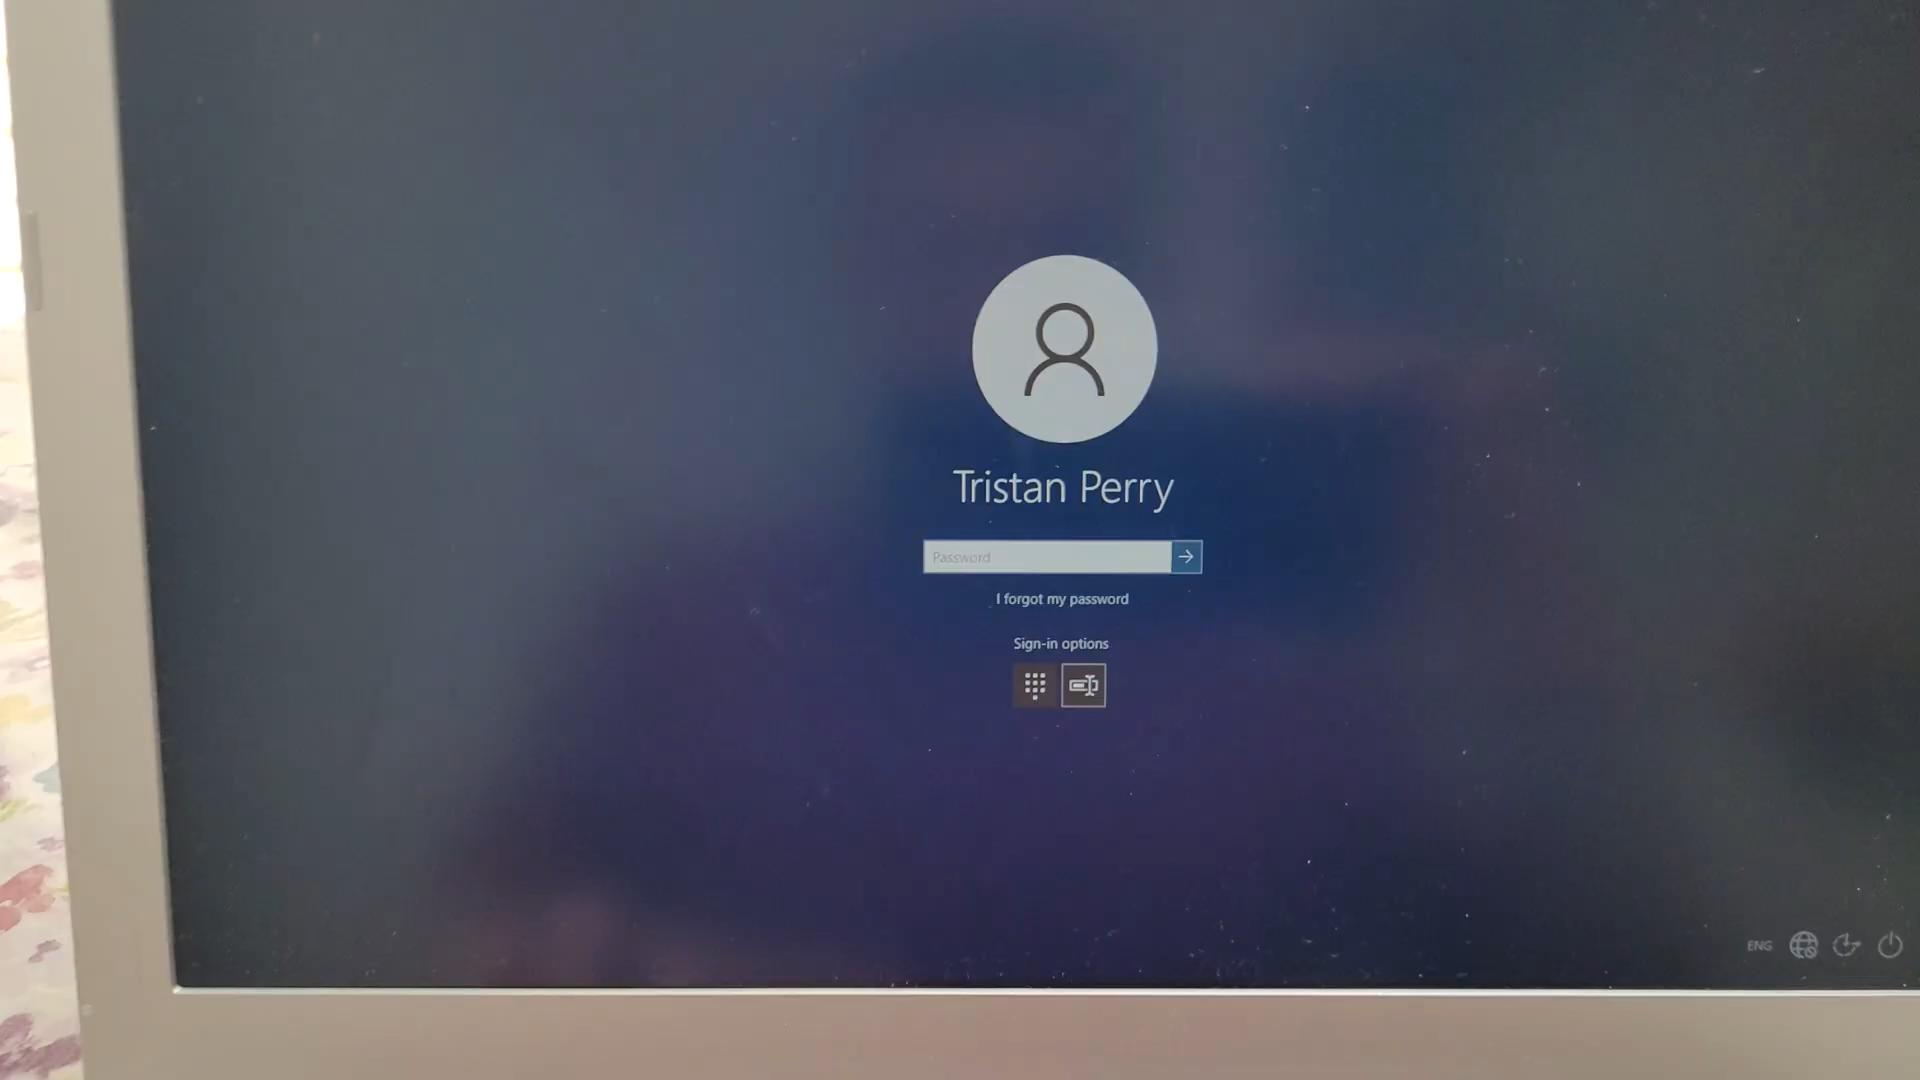 Tristan Perry
Password
I forgot my password
Sign-in options
ENG